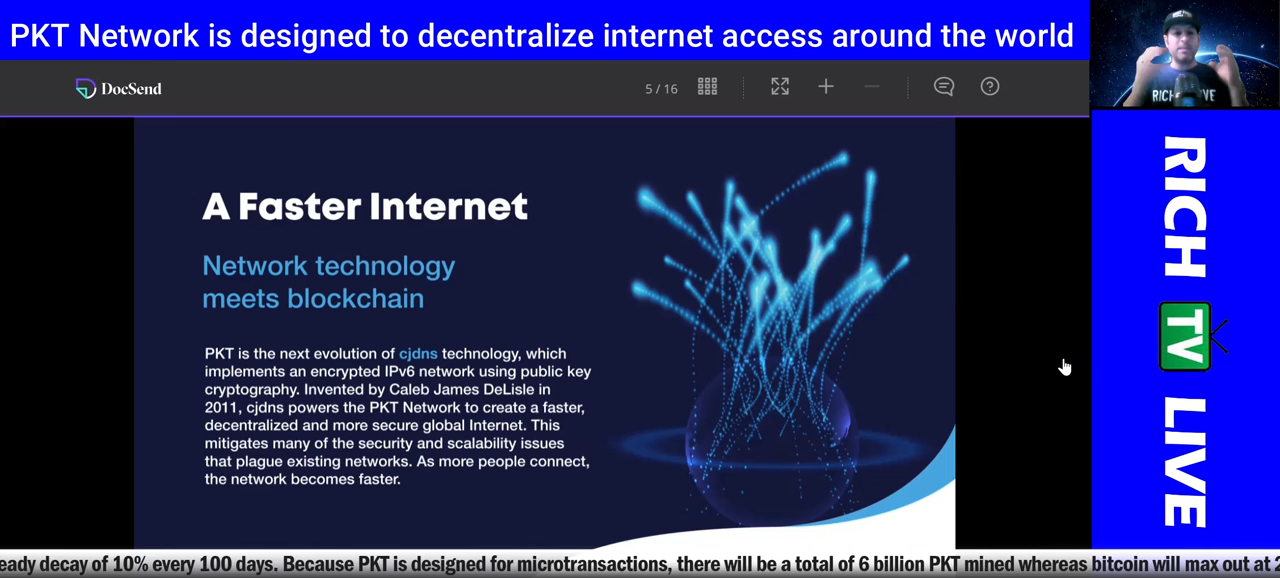 PKT Network is designed to decentralize internet access around the world
DocSend
5 / 16
A Faster Internet
Network technology
meets blockchain
PKT is the next evolution of cjdns technology, which
implements an encrypted IPv6 network using public key
cryptography. Invented by Caleb James DeLisle in
2011, cjdns powers the PKT Network to create a faster,
decentralized and more secure global Internet. This
mitigates many of the security and scalability issues
that plague existing networks. As more people connect,
the network becomes faster.
RICH TV LIVE
eady decay of 10% every 100 days. Because PKT is designed for microtransactions, there will be a total of 6 billion PKT mined whereas bitcoin will max out at 2